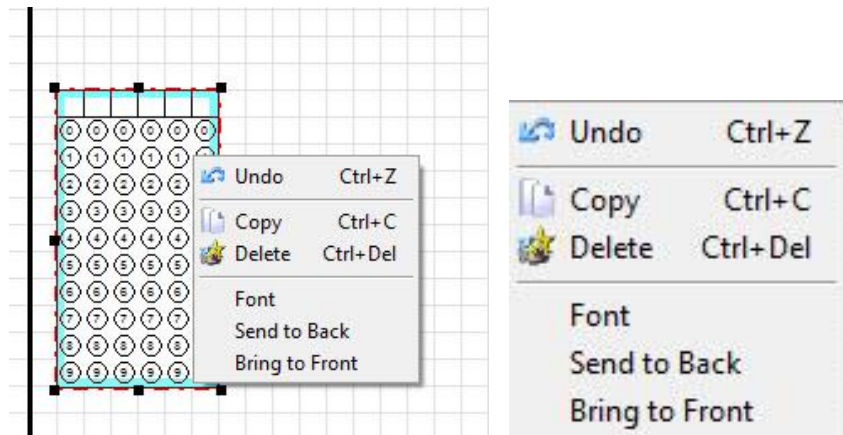 0 0 0 0 0 0
1 1 1 1 1
2 2 2 2 2
3 3 3 3 3
4 4 4 4 4
5 5 5 5 5
6 6 6 6 6
7 7 7 7 7
8 8 8 8 8
9 9 9 9 9
Undo Ctrl+Z
Copy Ctrl+C
Delete Ctrl+Del
Font
Send to Back
Bring to Front
Undo Ctrl+Z
Copy Ctrl+C
Delete Ctrl+Del
Font
Send to Back
Bring to Front